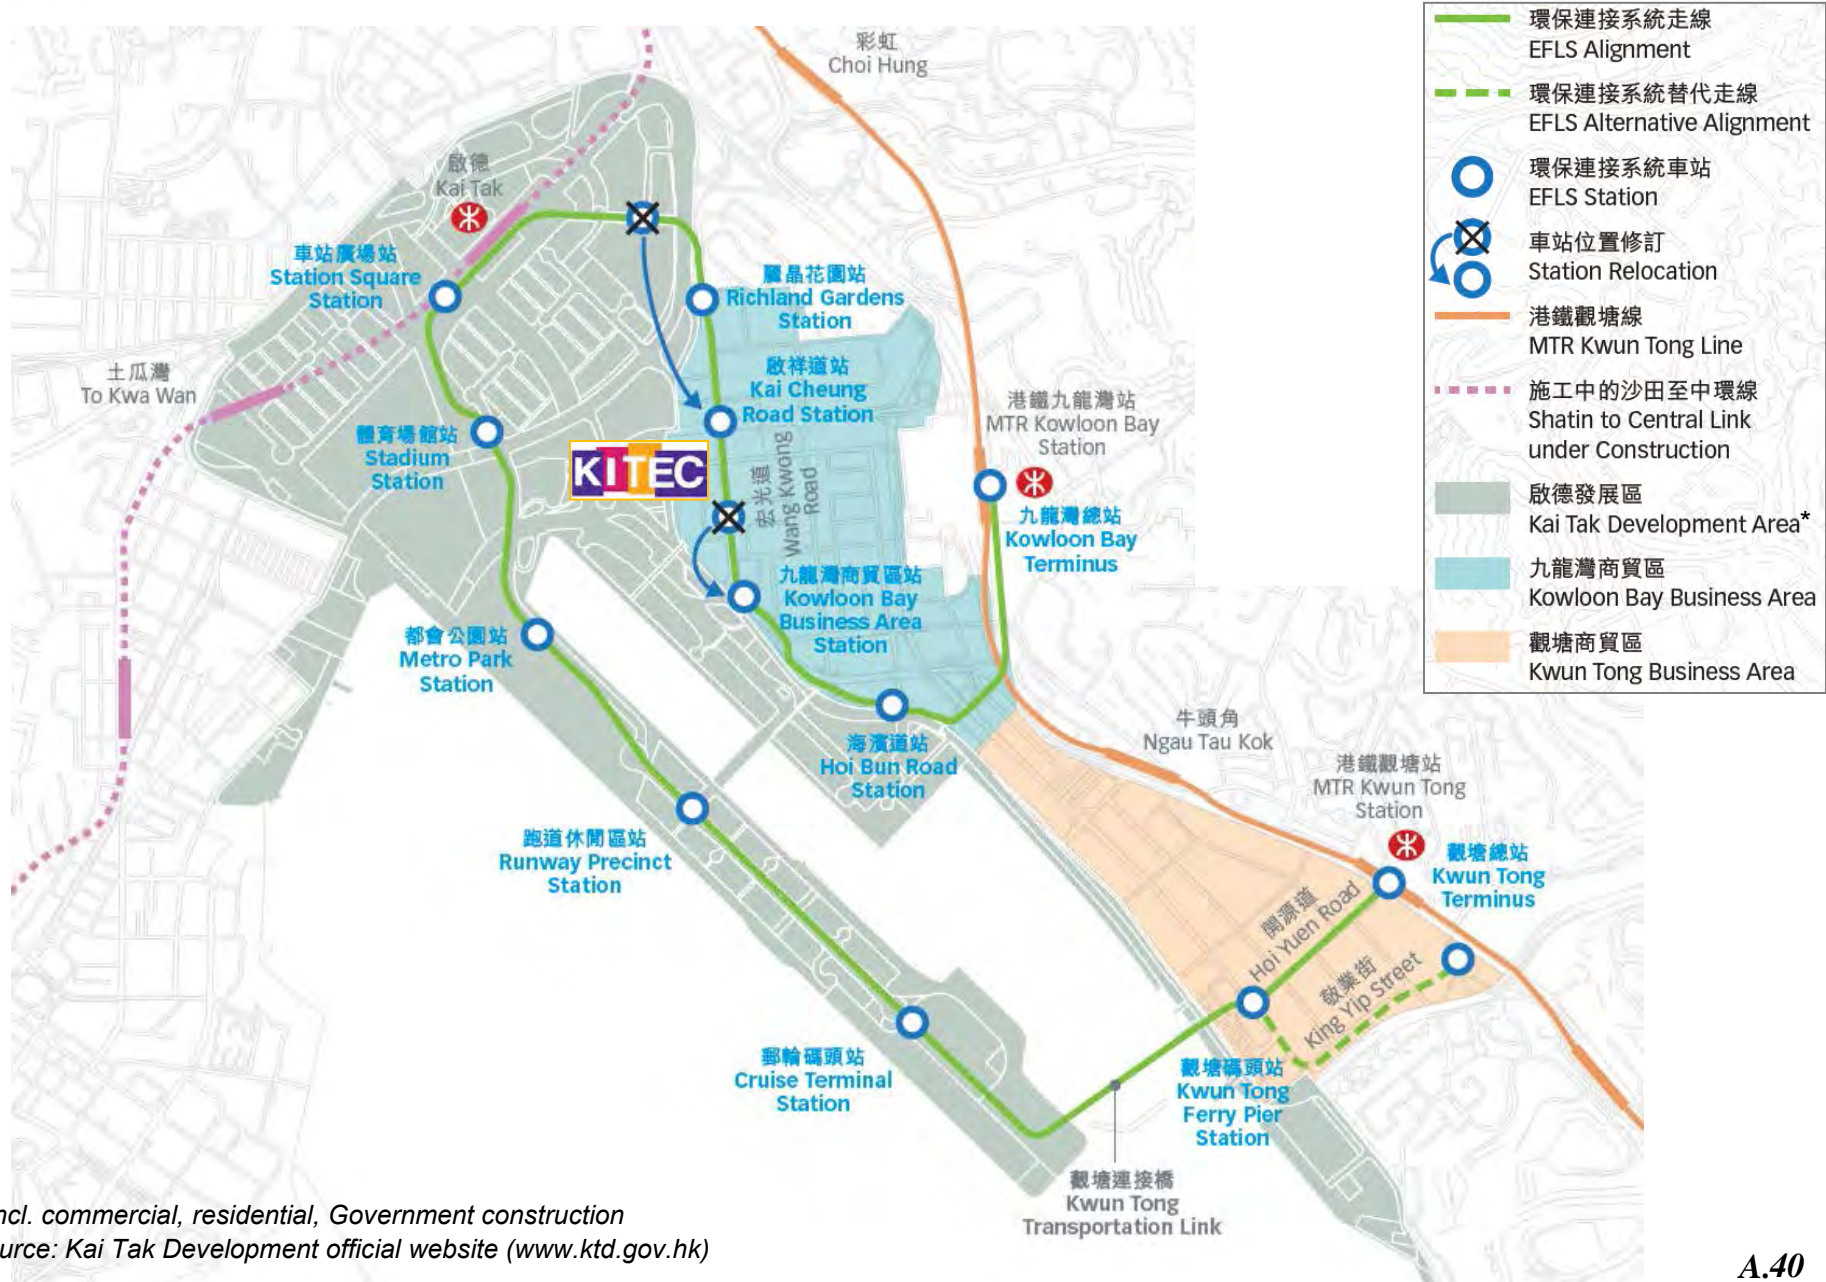 彩虹
Choi Hung
啟德
Kai Tak
車站廣場站
Station Square
Station
麗晶花園站
Richland Gardens
Station
土瓜灣
To Kwa Wan
啟祥道站
Kai Cheung
Road Station
港鐵九龍灣站
MTR Kowloon Bay
Station
體育場館站
Stadium
Station
KITEC
宏光道
Wang Kwong
Road
九龍灣總站
Kowloon Bay
Terminus
九龍灣商貿區站
Kowloon Bay
Business Area
Station
都會公園站
Metro Park
Station
海濱道站
Hoi Bun Road
Station
牛頭角
Ngau Tau Kok
港鐵觀塘站
MTR Kwun Tong
Station
跑道休閒區站
Runway Precinct
Station
觀塘總站
Kwun Tong
Terminus
開源道
Hoi Yuen Road
敬業街
King Yip Street
郵輪碼頭站
Cruise Terminal
Station
觀塘碼頭站
Kwun Tong
Ferry Pier
Station
觀塘連接橋
Kwun Tong
Transportation Link
環保連接系統走線
EFLS Alignment
環保連接系統替代走線
EFLS Alternative Alignment
環保連接系統車站
EFLS Station
車站位置修訂
Station Relocation
港鐵觀塘線
MTR Kwun Tong Line
施工中的沙田至中環線
Shatin to Central Link
under Construction
啟德發展區
Kai Tak Development Area*
九龍灣商貿區
Kowloon Bay Business Area
觀塘商貿區
Kwun Tong Business Area
ncl. commercial, residential, Government construction
urce: Kai Tak Development official website (www.ktd.gov.hk)
A.40